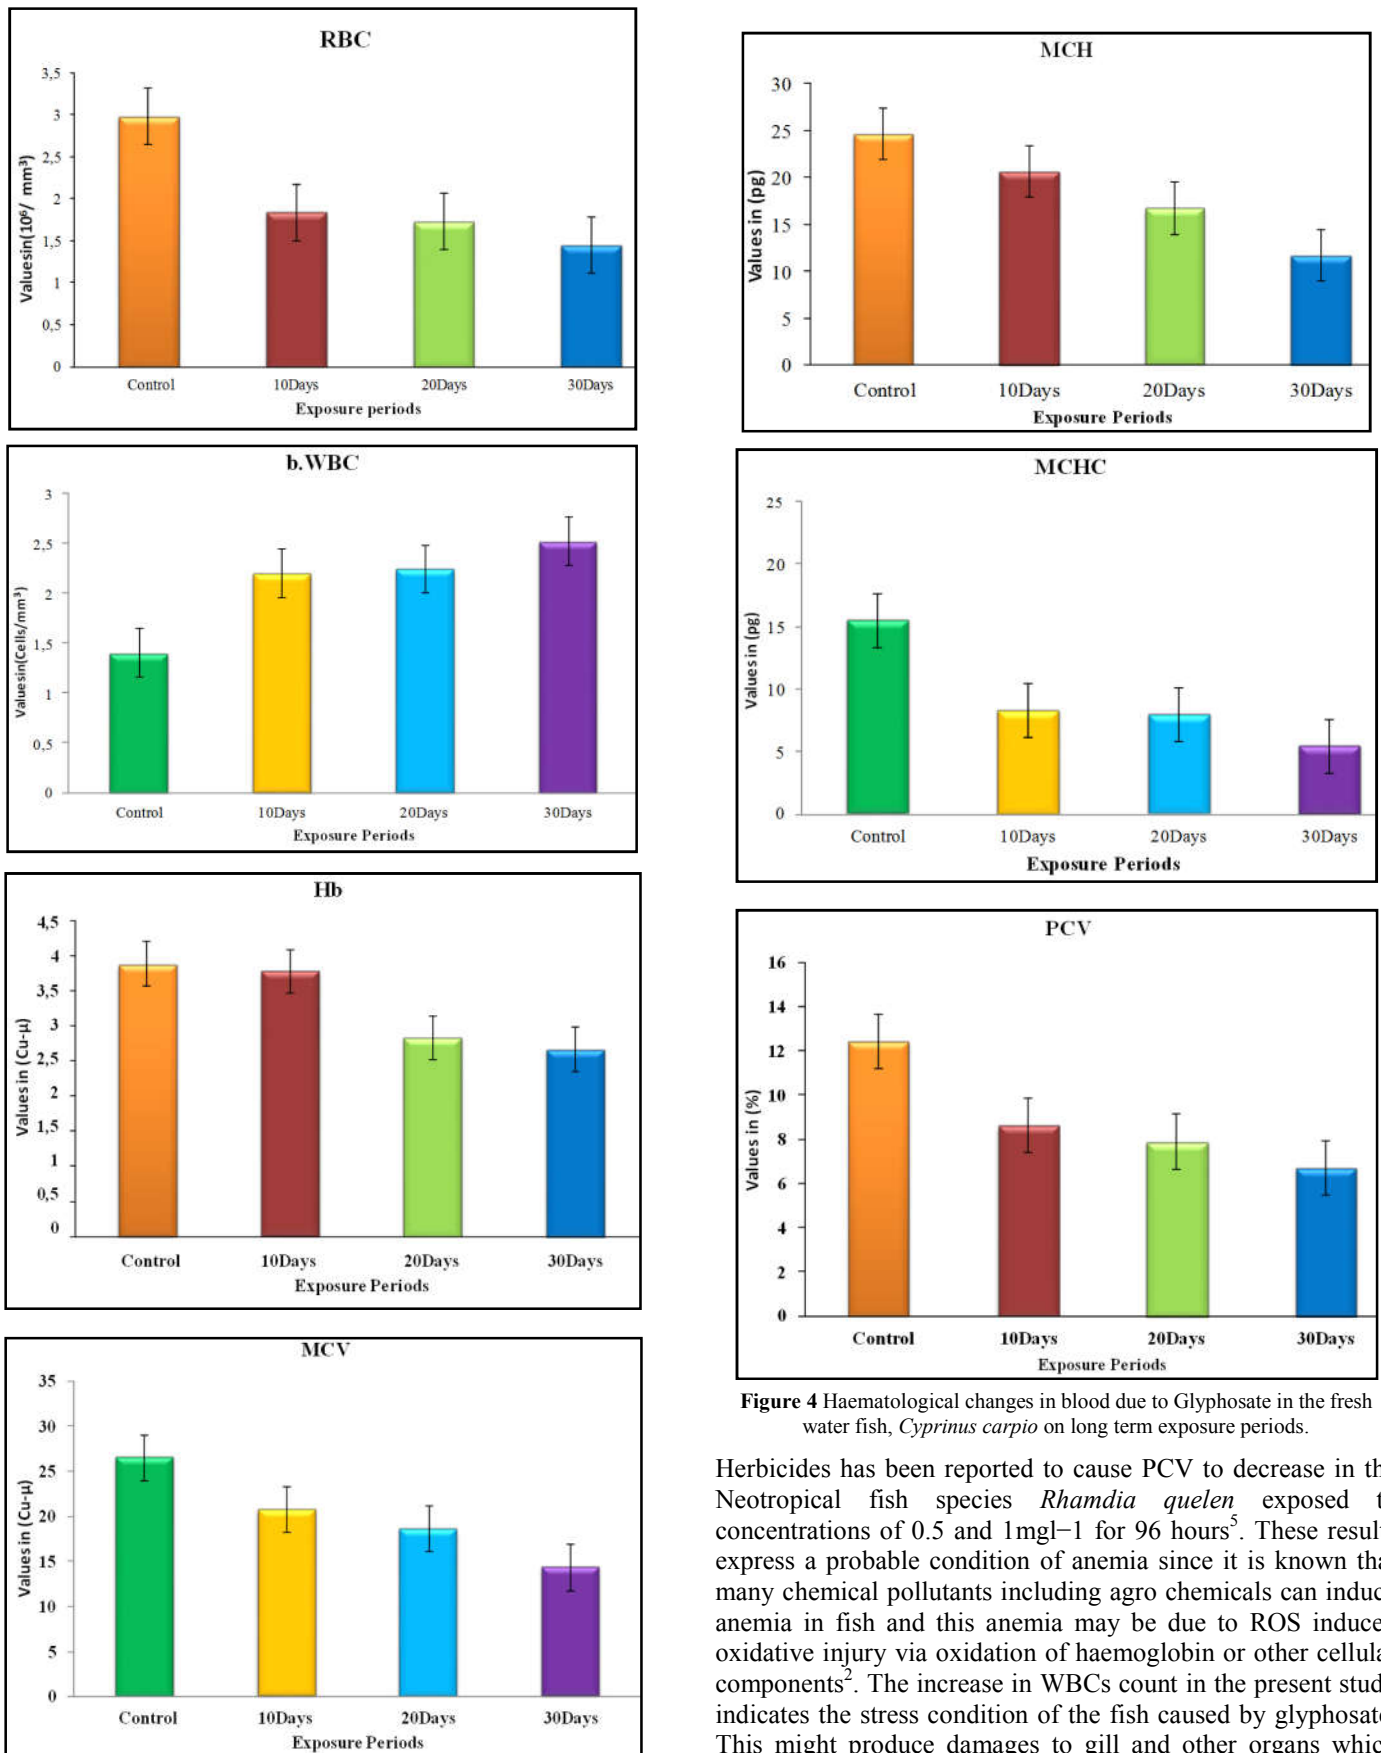 RBC
3,5
3
2,5
2
1,5
1
0,5
0
Valuesin(10⁶/ mm³)
Control 10Days 20Days 30Days
Exposure periods
b.WBC
3
2,5
2
1,5
1
0,5
0
Valuesin(Cells/mm³)
Control 10Days 20Days 30Days
Exposure Periods
Hb
4,5
4
3,5
3
2,5
2
1,5
1
0,5
0
Values in (Cu-µ)
Control 10Days 20Days 30Days
Exposure Periods
MCV
35
30
25
20
15
10
5
0
Values in (Cu-µ)
Control 10Days 20Days 30Days
Exposure Periods
MCH
30
25
20
15
10
5
0
Values in (pg)
Control 10Days 20Days 30Days
Exposure Periods
MCHC
25
20
15
10
5
0
Values in (pg)
Control 10Days 20Days 30Days
Exposure Periods
PCV
16
14
12
10
8
6
4
2
0
Values in (%)
Control 10Days 20Days 30Days
Exposure Periods
Figure 4 Haematological changes in blood due to Glyphosate in the fresh
water fish, Cyprinus carpio on long term exposure periods.
Herbicides has been reported to cause PCV to decrease in th
Neotropical fish species Rhamdia quelen exposed t
concentrations of 0.5 and 1mgl−1 for 96 hours⁵. These result
express a probable condition of anemia since it is known tha
many chemical pollutants including agro chemicals can induc
anemia in fish and this anemia may be due to ROS induce
oxidative injury via oxidation of haemoglobin or other cellula
components². The increase in WBCs count in the present stud
indicates the stress condition of the fish caused by glyphosate
This might produce damages to gill and other organs whic